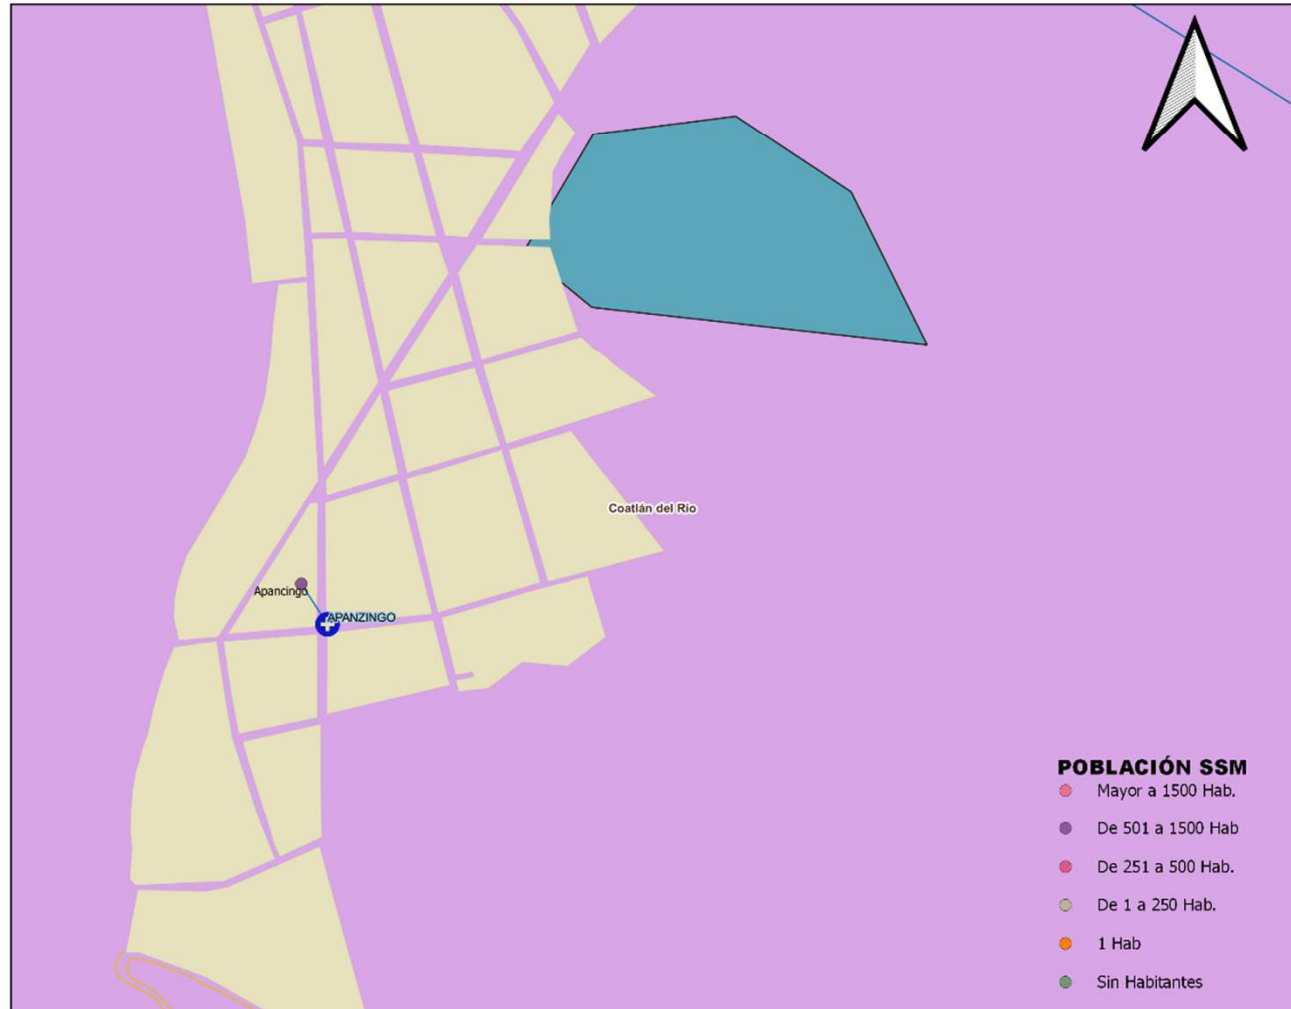 Coatlán del Río
Apancingo
APANZINGO
POBLACIÓN SSM
Mayor a 1500 Hab.
De 501 a 1500 Hab
De 251 a 500 Hab.
De 1 a 250 Hab.
1 Hab
Sin Habitantes